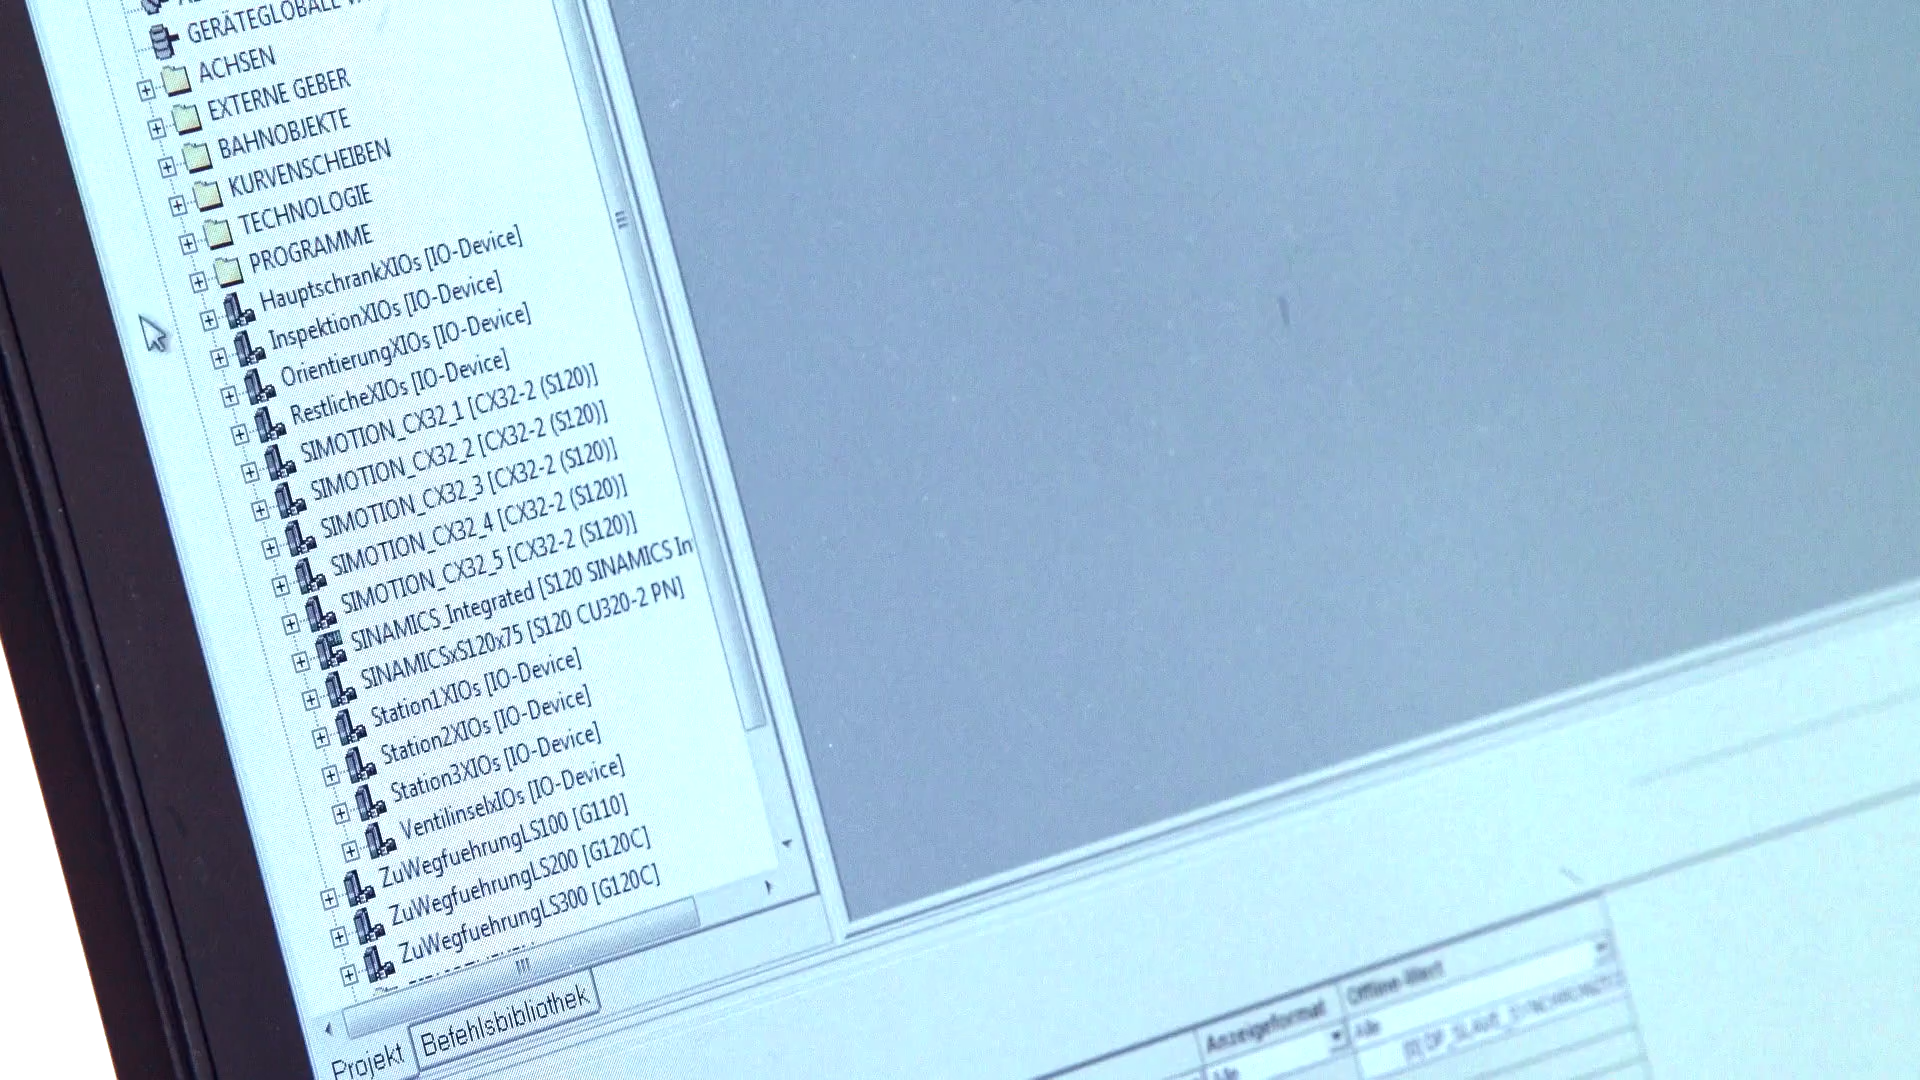 GERÄTEGLOBALE
ACHSEN
EXTERNE GEBER
BAHNOBJEKTE
KURVENSCHEIBEN
TECHNOLOGIE
PROGRAMME
HauptschrankXIOs [IO-Device]
InspektionXIOs [IO-Device]
OrientierungXIOs [IO-Device]
RestlicheXIOs [IO-Device]
SIMOTION_CX32_1 [CX32-2 (S120)]
SIMOTION_CX32_2 [CX32-2 (S120)]
SIMOTION_CX32_3 [CX32-2 (S120)]
SIMOTION_CX32_4 [CX32-2 (S120)]
SIMOTION_CX32_5 [CX32-2 (S120)]
SINAMICS_Integrated [S120 SINAMICS In
SINAMICSxS120x75 [S120 CU320-2 PN]
Station1XIOs [IO-Device]
Station2XIOs [IO-Device]
Station3XIOs [IO-Device]
VentilinselxIOs [IO-Device]
ZuWegfuehrungLS100 [G110]
ZuWegfuehrungLS200 [G120C]
ZuWegfuehrungLS300 [G120C]
Projekt Befehlsbibliothek
Anzeigeformat Offline-Wert
Alle Alle